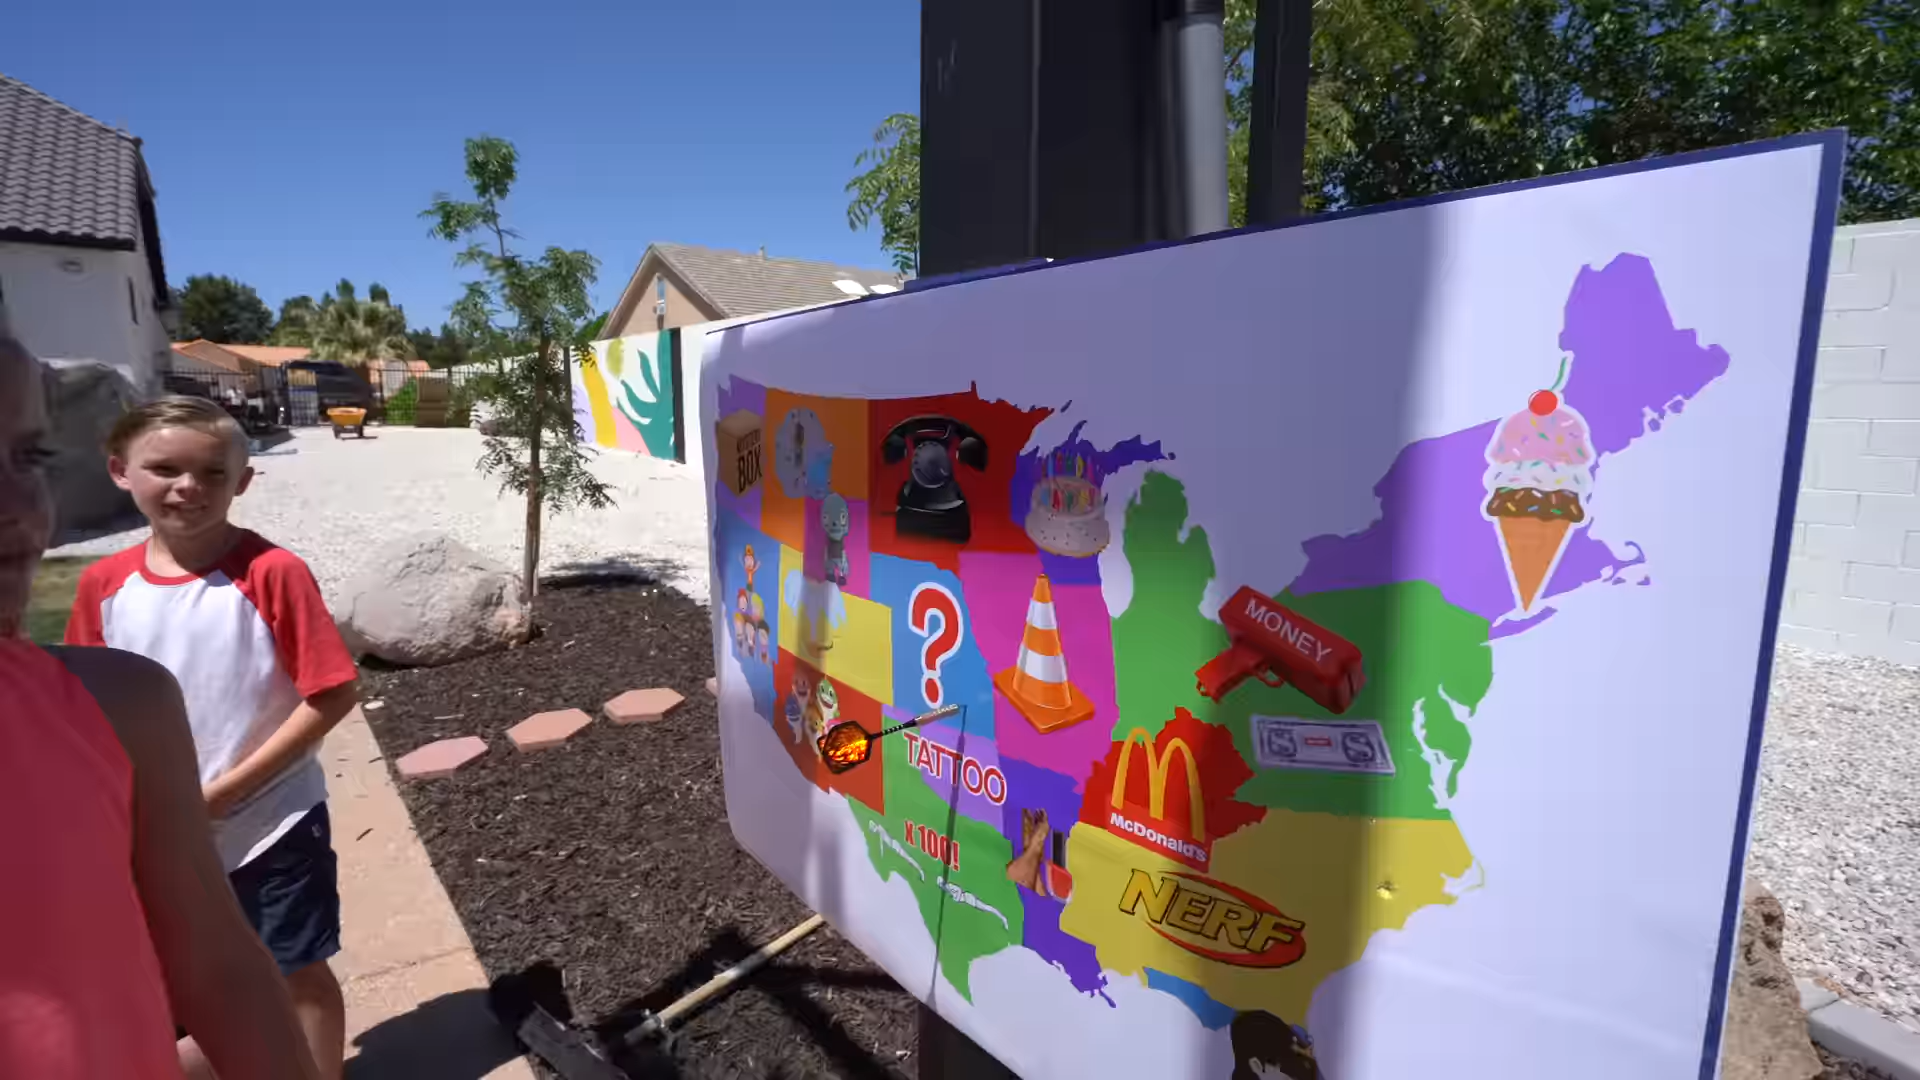 MYSTERY
BOX
MONEY
TATTOO
McDonald's
x 100!
NERF